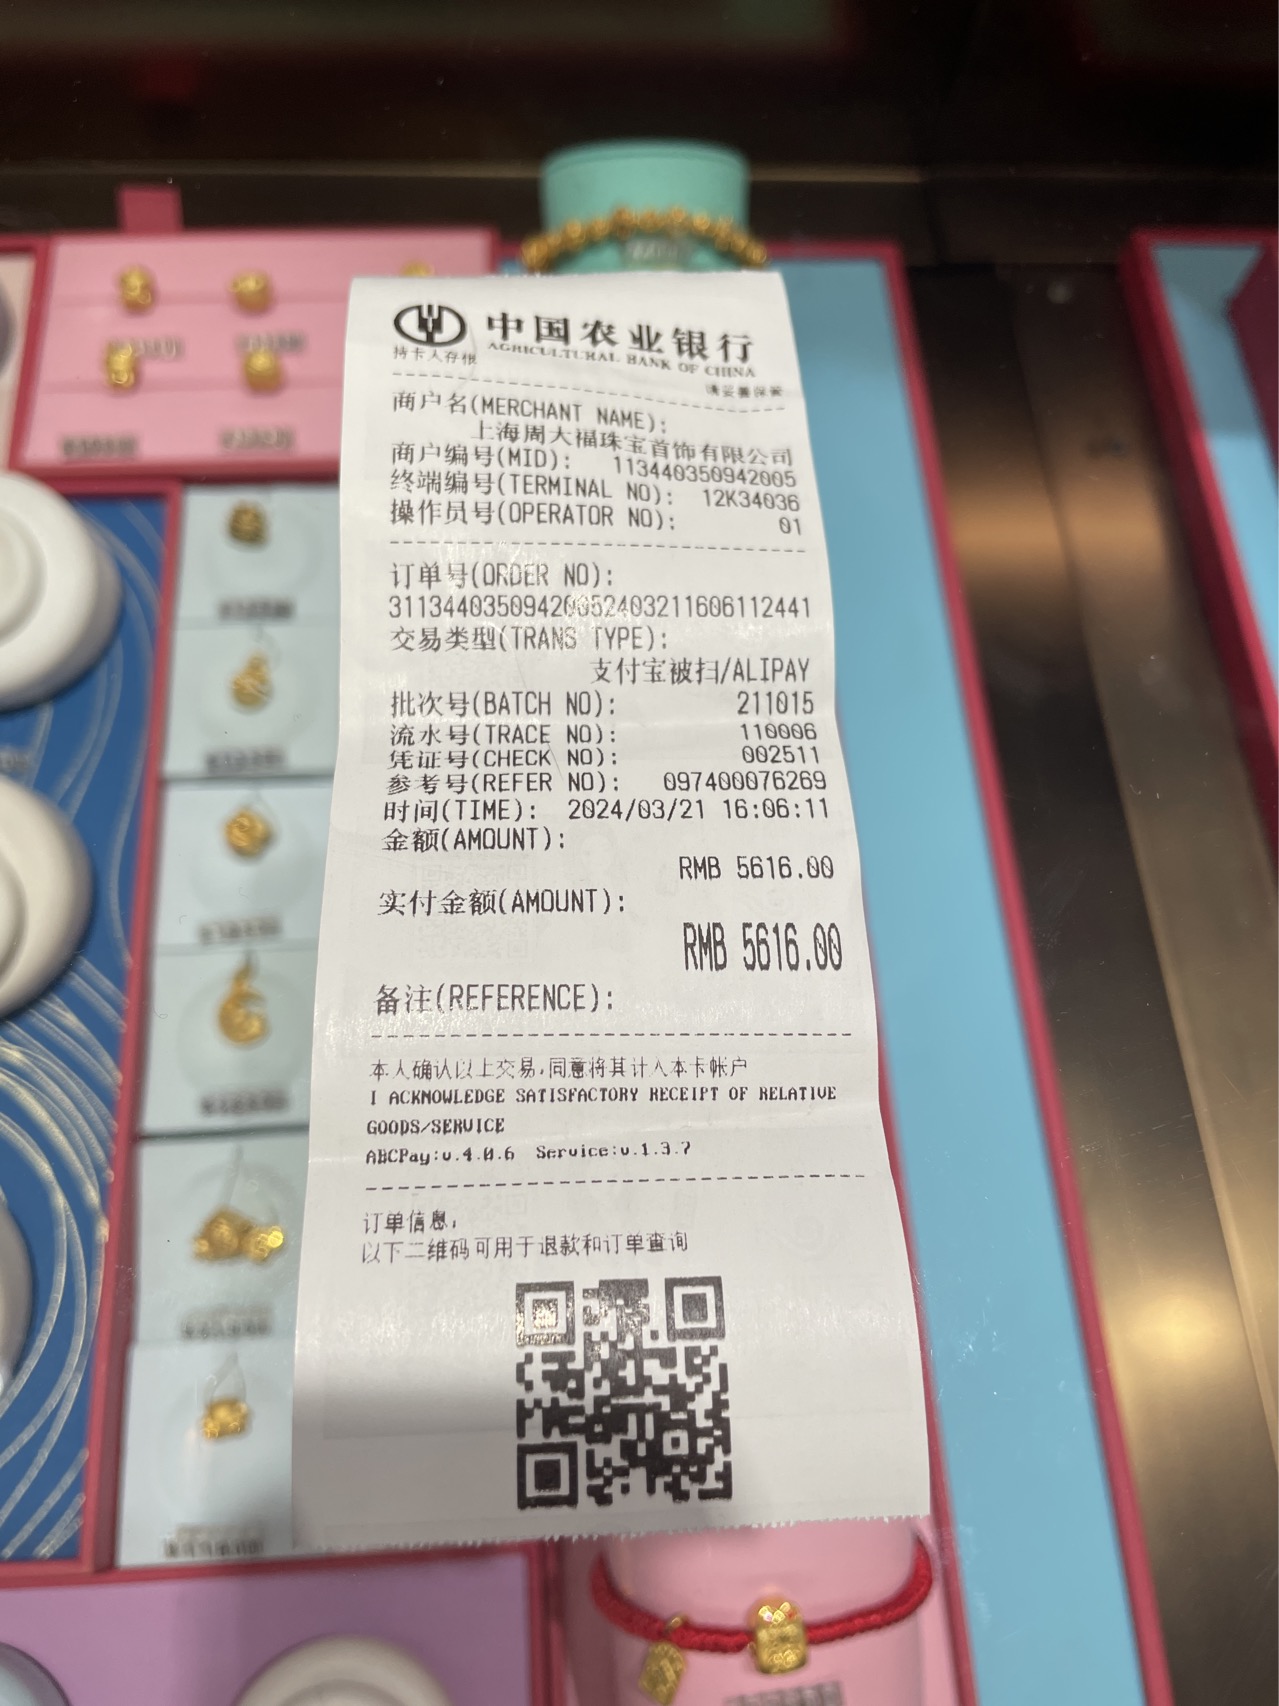 中国农业银行
AGRICULTURAL BANK OF CHINA
持卡人存根
请妥善保管
商户名(MERCHANT NAME):
上海周大福珠宝首饰有限公司
商户编号(MID): 113440350942005
终端编号(TERMINAL NO): 12K34036
操作员号(OPERATOR NO): 01
订单号(ORDER NO):
31134403509420052403211606112441
交易类型(TRANS TYPE):
支付宝被扫/ALIPAY
批次号(BATCH NO): 211015
流水号(TRACE NO): 110006
凭证号(CHECK NO): 002511
参考号(REFER NO): 097400076269
时间(TIME): 2024/03/21 16:06:11
金额(AMOUNT):
RMB 5616.00
实付金额(AMOUNT):
RMB 5616.00
备注(REFERENCE):
本人确认以上交易,同意将其计入本卡帐户
I ACKNOWLEDGE SATISFACTORY RECEIPT OF RELATIVE
GOODS/SERVICE
ABCPay:v.4.0.6 Service:v.1.3.7
订单信息,
以下二维码可用于退款和订单查询